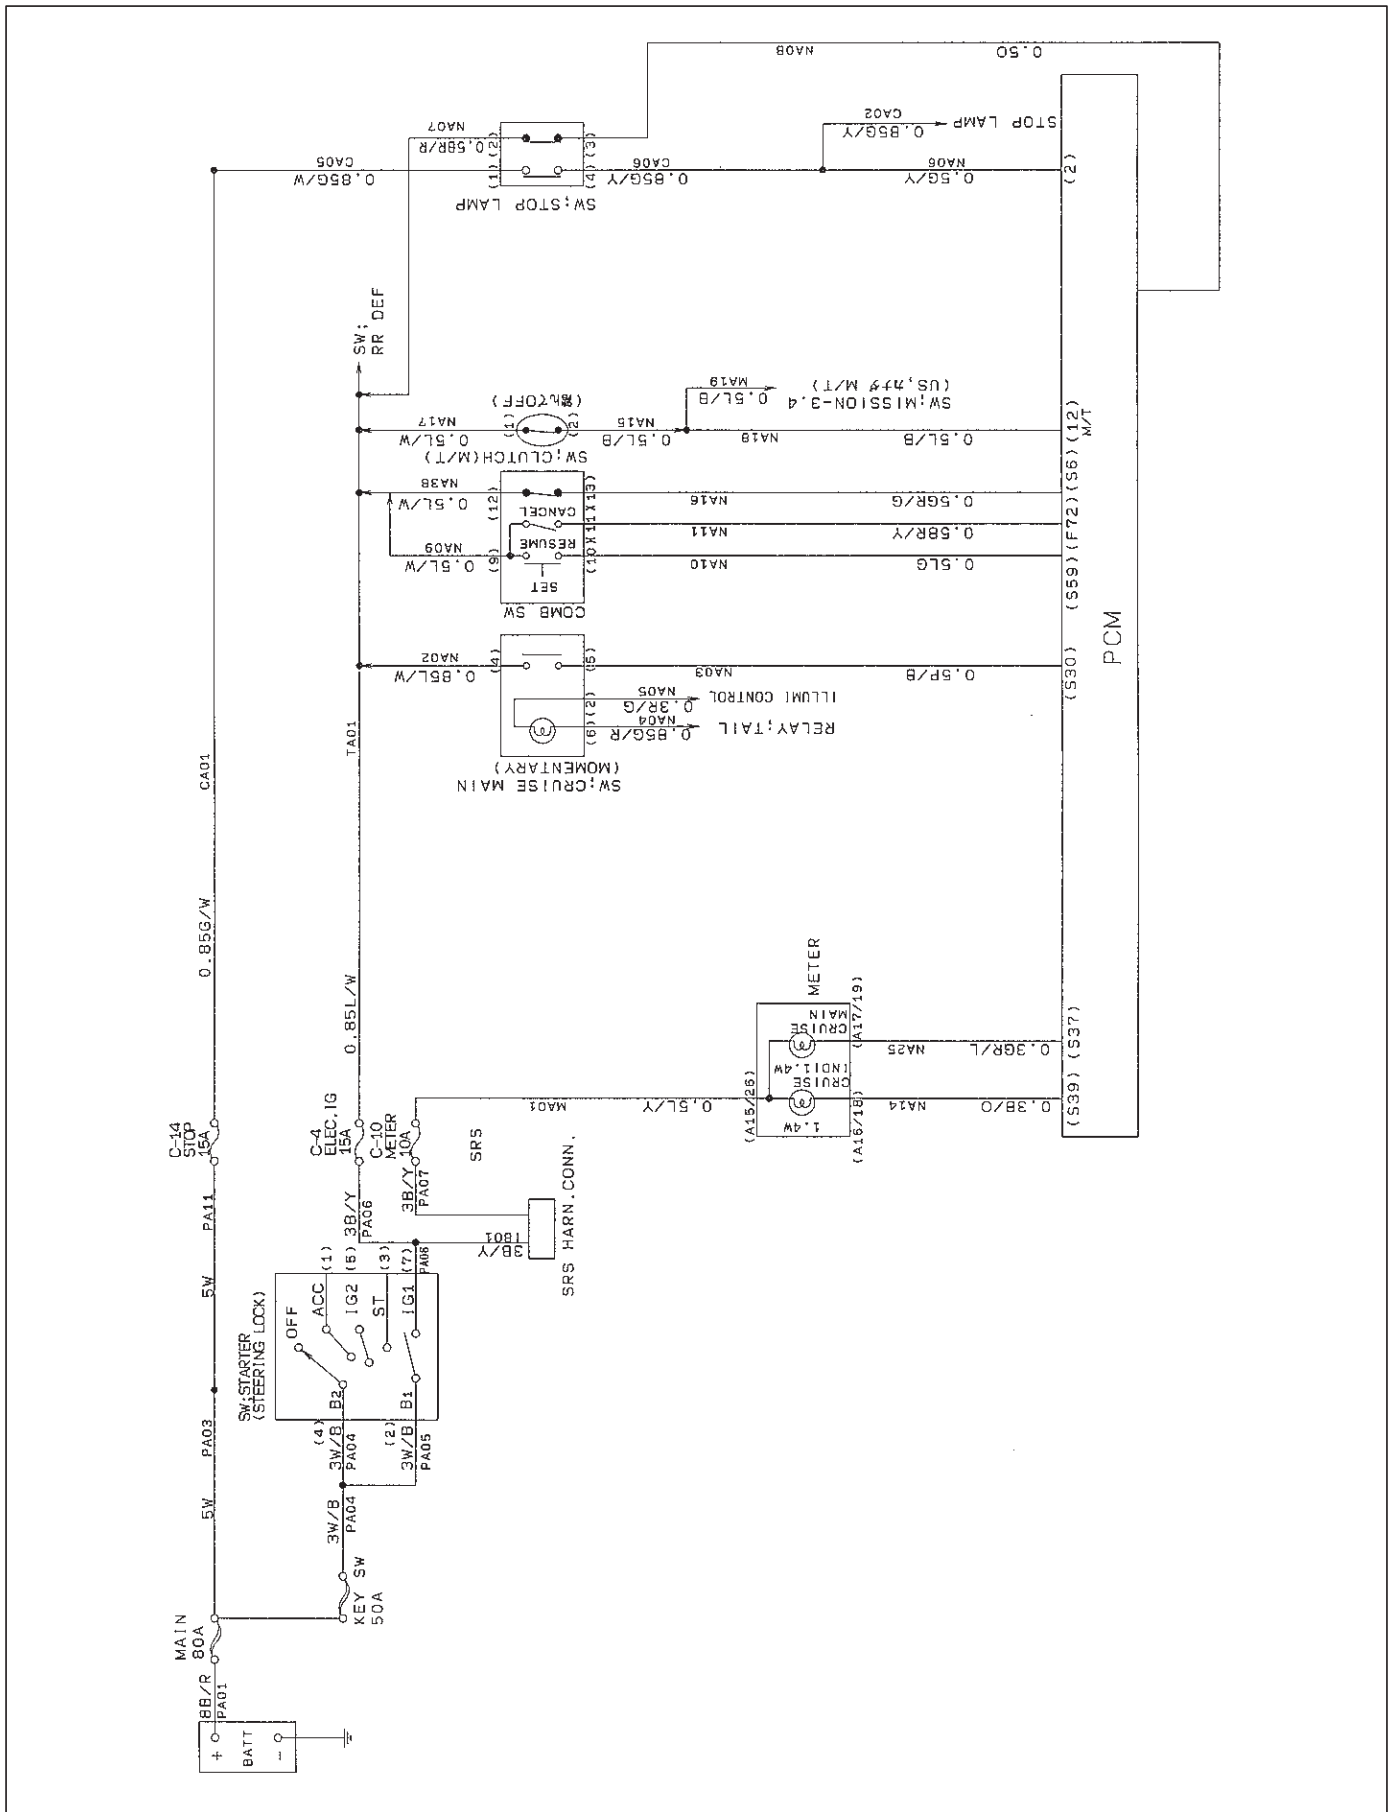 BATT
+
−
8B/R
PA01
MAIN
80A
KEY SW
50A
5W
PA03
5W
PA11
3W/B
PA04
(4)
3W/B
PA04
(2)
3W/B
PA05
SW;STARTER
(STEERING LOCK)
B2
B1
OFF
ACC
IG2
ST
IG1
(1)
(3)
(7)
PA06
3B/Y
PA06
3B/Y
PA07
3B/Y
SRS HARN.CONN.
SRS
C-14
STOP
15A
C-4
ELEC.IG
15A
C-10
METER
10A
0.85G/W
CA01
0.85L/W
TA01
MA01
0.5L/Y
(A15/26)
METER
CRUISE
MAIN
IND1.4W
CRUISE
1.4W
(A17/19)
(A16/18)
NA25
0.3GR/L
NA14
0.3B/O
(S39)
(S37)
SW;CRUISE MAIN
(MOMENTARY)
NA02
0.85L/W
(4)
(5)
(2)
(6)
NA03
0.5P/B
NA05
0.3R/G
ILLUMI CONTROL
NA04
0.85G/R
RELAY;TAIL
(S30)
COMB SW
SET
RESUME
CANCEL
NA09
0.5L/W
(9)
NA38
0.5L/W
(12)
(10)(11)(13)
NA10
0.5LG
NA11
0.5BR/Y
NA16
0.5GR/G
(S59)
(F72)
(S6)
SW;CLUTCH(M/T)
NA17
0.5L/W
(1)
(2)
NA15
0.5L/B
NA18
0.5L/B
MA19
0.5L/B
SW;MISSION-3.4
(US,カナダ M/T)
(12)
M/T
SW;
RR DEF
SW;STOP LAMP
CA05
0.85G/W
(1)
NA07
0.5BR/R
(2)
(4)
(3)
CA06
0.85G/Y
CA02
0.85G/Y
STOP LAMP
NA06
0.5G/Y
(2)
NA08
0.5O
PCM